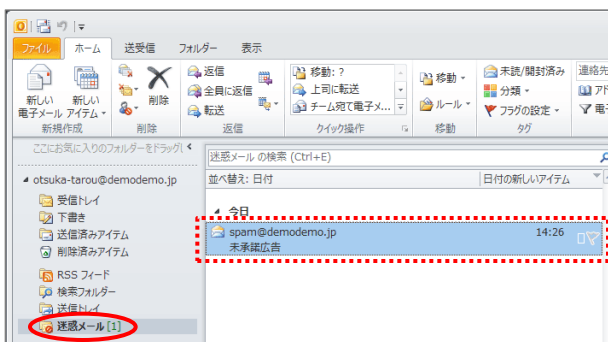 ファイル ホーム 送受信 フォルダー 表示
新しい
電子メール
新しい
アイテム
削除
返信
全員に返信
転送
移動: ?
上司に転送
チーム宛て電子メ...
移動
ルール
未読/開封済み
分類
フラグの設定
連絡先
新規作成 削除 返信 クイック操作 移動 タグ
ここにお気に入りのフォルダーをドラッグ
迷惑メール の検索 (Ctrl+E)
otsuka-tarou@demodemo.jp
並べ替え: 日付 日付の新しいアイテム
受信トレイ
下書き
送信済みアイテム
削除済みアイテム
RSS フィード
検索フォルダー
送信トレイ
迷惑メール [1]
今日
spam@demodemo.jp 14:26
未承諾広告